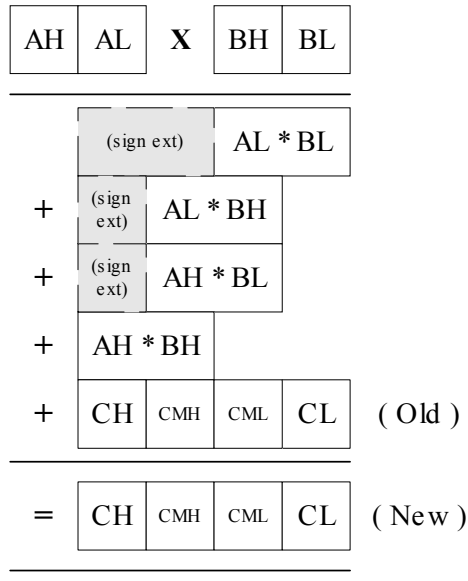 AH AL X BH BL
(sign ext) AL * BL
+ (sign ext) AL * BH
+ (sign ext) AH * BL
+ AH * BH
+ CH CMH CML CL ( Old )
= CH CMH CML CL ( New )